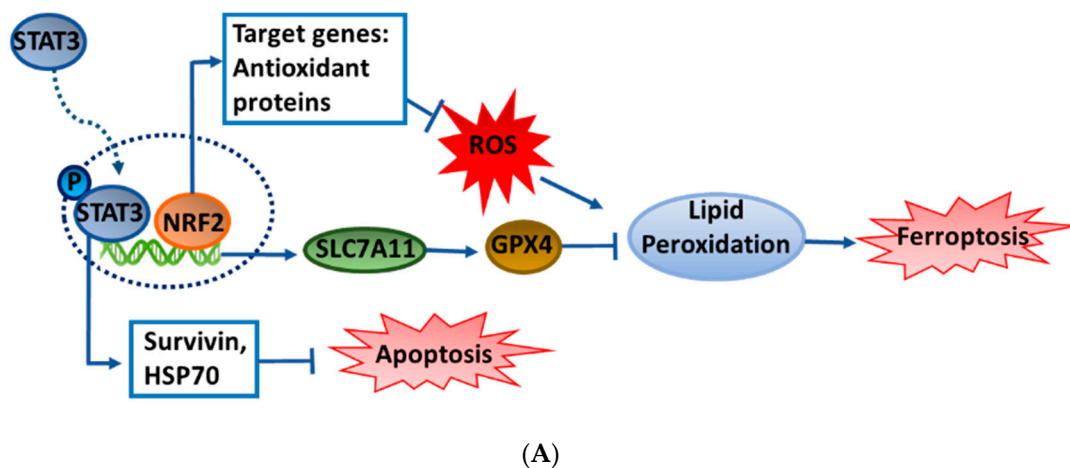 STAT3
Target genes:
Antioxidant
proteins
ROS
P
STAT3
NRF2
SLC7A11
GPX4
Lipid
Peroxidation
Ferroptosis
Survivin,
HSP70
Apoptosis
(A)